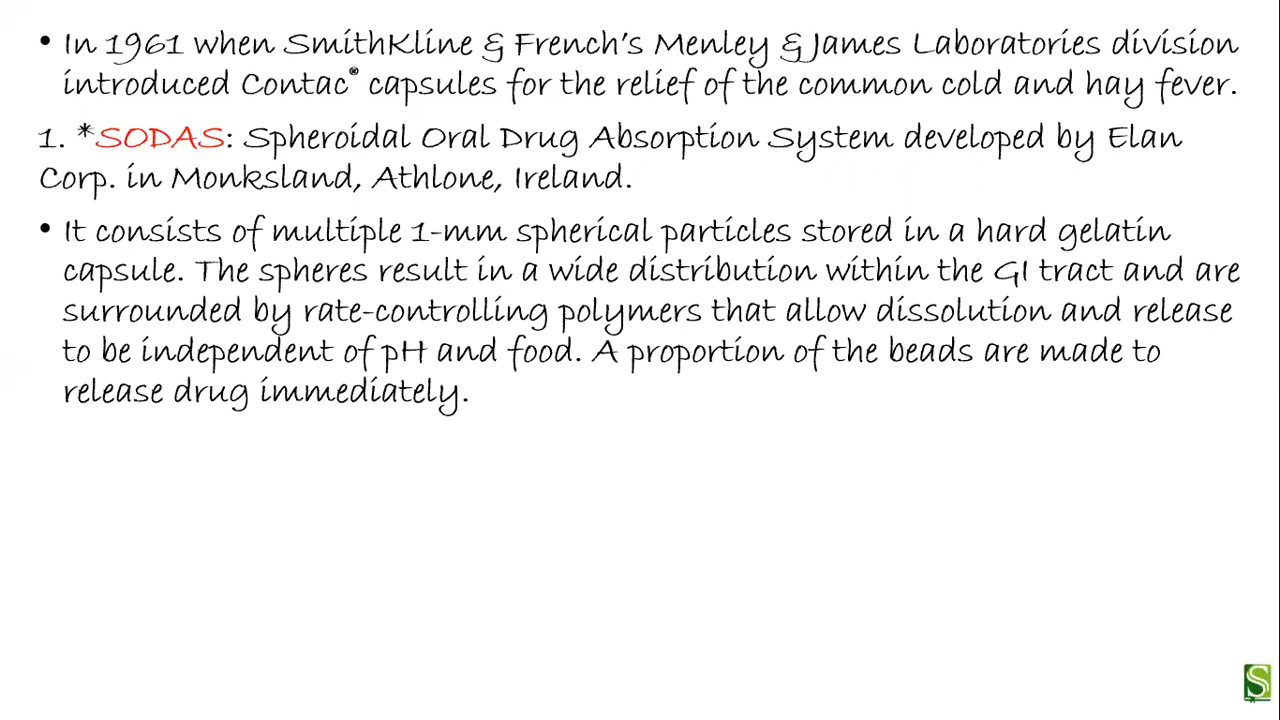 • In 1961 when SmithKline & French's Menley & James Laboratories division
introduced Contac® capsules for the relief of the common cold and hay fever.
1. *SODAS: Spheroidal Oral Drug Absorption System developed by Elan
Corp. in Monksland, Athlone, Ireland.
• It consists of multiple 1-mm spherical particles stored in a hard gelatin
capsule. The spheres result in a wide distribution within the GI tract and are
surrounded by rate-controlling polymers that allow dissolution and release
to be independent of pH and food. A proportion of the beads are made to
release drug immediately.
S